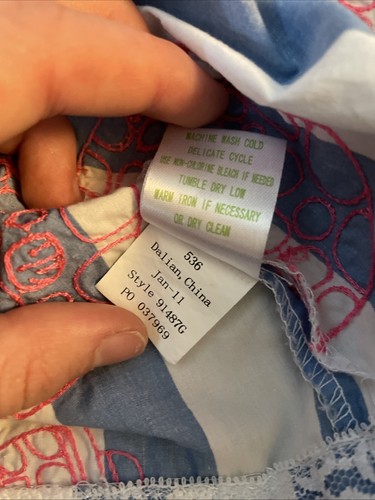 MACHINE WASH COLD
DELICATE CYCLE
USE NON-CHLORINE BLEACH IF NEEDED
TUMBLE DRY LOW
WARM IRON IF NECESSARY
OR DRY CLEAN
536
Dalian,China
Jan-11
Style 91487G
PO 037969